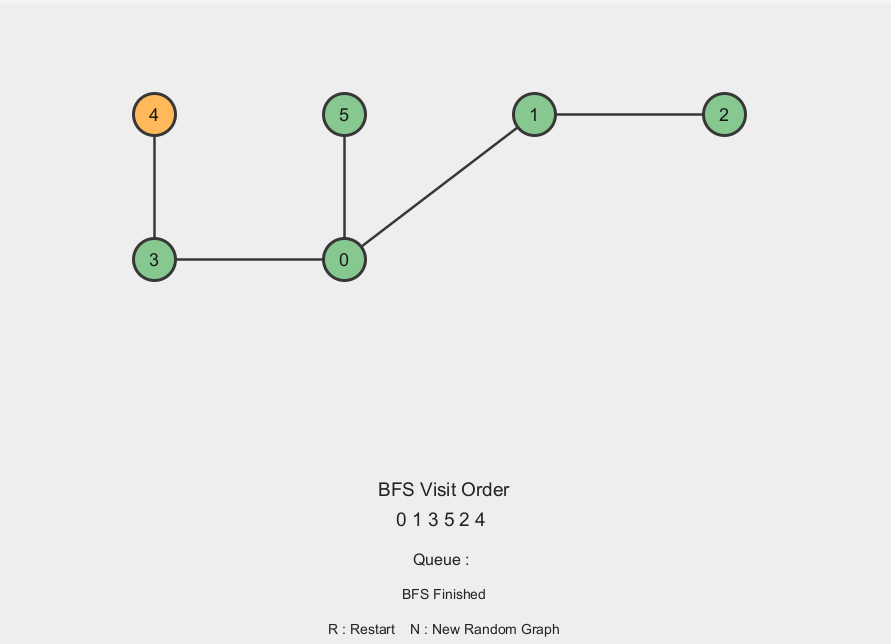 4 5 1 2
3 0
BFS Visit Order
0 1 3 5 2 4
Queue :
BFS Finished
R : Restart N : New Random Graph